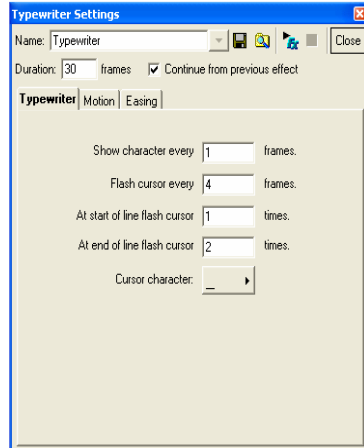 Typewriter Settings
Name: Typewriter Close
Duration: 30 frames Continue from previous effect
Typewriter Motion Easing
Show character every 1 frames.
Flash cursor every 4 frames.
At start of line flash cursor 1 times.
At end of line flash cursor 2 times.
Cursor character: _